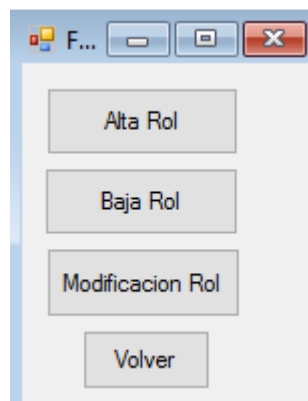 F...
Alta Rol
Baja Rol
Modificacion Rol
Volver